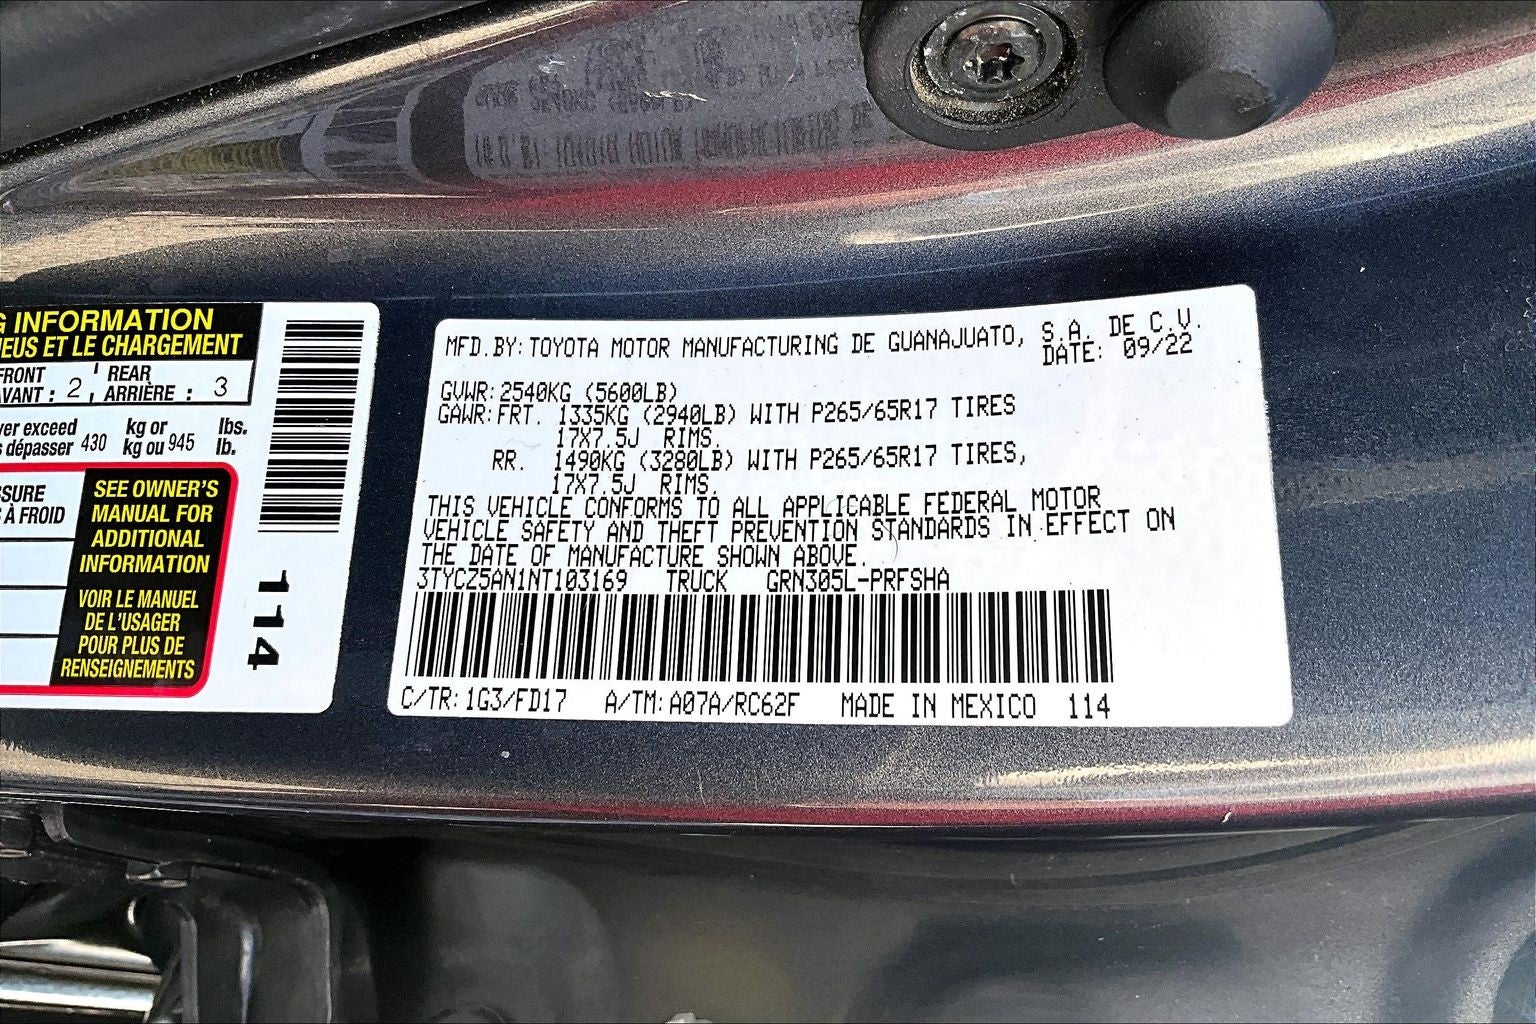 G INFORMATION
NEUS ET LE CHARGEMENT
FRONT REAR
AVANT : 2 ARRIÈRE : 3
ver exceed kg or lbs.
s dépasser 430 kg ou 945 lb.
SSURE
À FROID
SEE OWNER'S
MANUAL FOR
ADDITIONAL
INFORMATION
VOIR LE MANUEL
DE L'USAGER
POUR PLUS DE
RENSEIGNEMENTS
114
MFD.BY: TOYOTA MOTOR MANUFACTURING DE GUANAJUATO, S.A. DE C.V.
DATE: 09/22
GVWR: 2540KG (5600LB)
GAWR: FRT. 1335KG (2940LB) WITH P265/65R17 TIRES
17X7.5J RIMS.
RR. 1490KG (3280LB) WITH P265/65R17 TIRES,
17X7.5J RIMS.
THIS VEHICLE CONFORMS TO ALL APPLICABLE FEDERAL MOTOR
VEHICLE SAFETY AND THEFT PREVENTION STANDARDS IN EFFECT ON
THE DATE OF MANUFACTURE SHOWN ABOVE.
3TYCZ5AN1NT103169 TRUCK GRN305L-PRFSHA
C/TR: 1G3/FD17 A/TM: A07A/RC62F MADE IN MEXICO 114